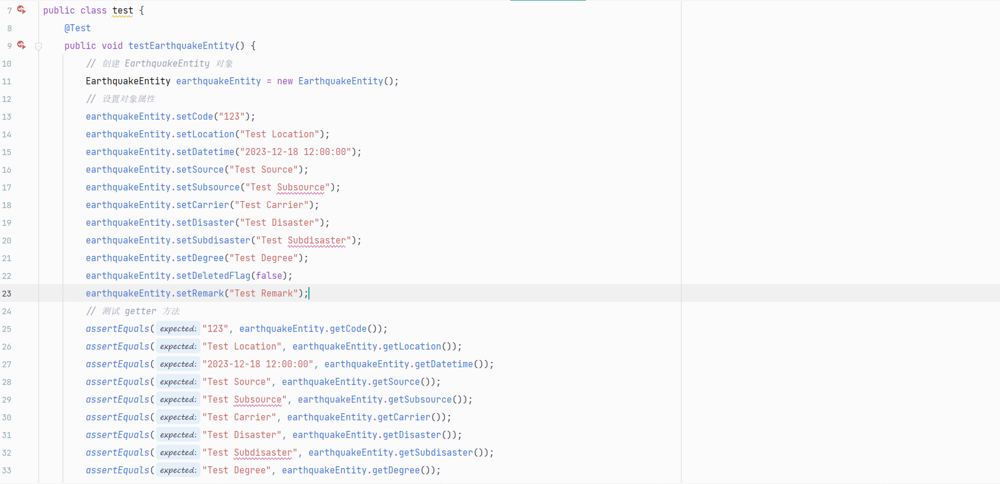 7 public class test {
8 @Test
9 public void testEarthquakeEntity() {
10 // 创建 EarthquakeEntity 对象
11 EarthquakeEntity earthquakeEntity = new EarthquakeEntity();
12 // 设置对象属性
13 earthquakeEntity.setCode("123");
14 earthquakeEntity.setLocation("Test Location");
15 earthquakeEntity.setDatetime("2023-12-18 12:00:00");
16 earthquakeEntity.setSource("Test Source");
17 earthquakeEntity.setSubsource("Test Subsource");
18 earthquakeEntity.setCarrier("Test Carrier");
19 earthquakeEntity.setDisaster("Test Disaster");
20 earthquakeEntity.setSubdisaster("Test Subdisaster");
21 earthquakeEntity.setDegree("Test Degree");
22 earthquakeEntity.setDeletedFlag(false);
23 earthquakeEntity.setRemark("Test Remark");
24 // 测试 getter 方法
25 assertEquals( expected: "123", earthquakeEntity.getCode());
26 assertEquals( expected: "Test Location", earthquakeEntity.getLocation());
27 assertEquals( expected: "2023-12-18 12:00:00", earthquakeEntity.getDatetime());
28 assertEquals( expected: "Test Source", earthquakeEntity.getSource());
29 assertEquals( expected: "Test Subsource", earthquakeEntity.getSubsource());
30 assertEquals( expected: "Test Carrier", earthquakeEntity.getCarrier());
31 assertEquals( expected: "Test Disaster", earthquakeEntity.getDisaster());
32 assertEquals( expected: "Test Subdisaster", earthquakeEntity.getSubdisaster());
33 assertEquals( expected: "Test Degree", earthquakeEntity.getDegree());